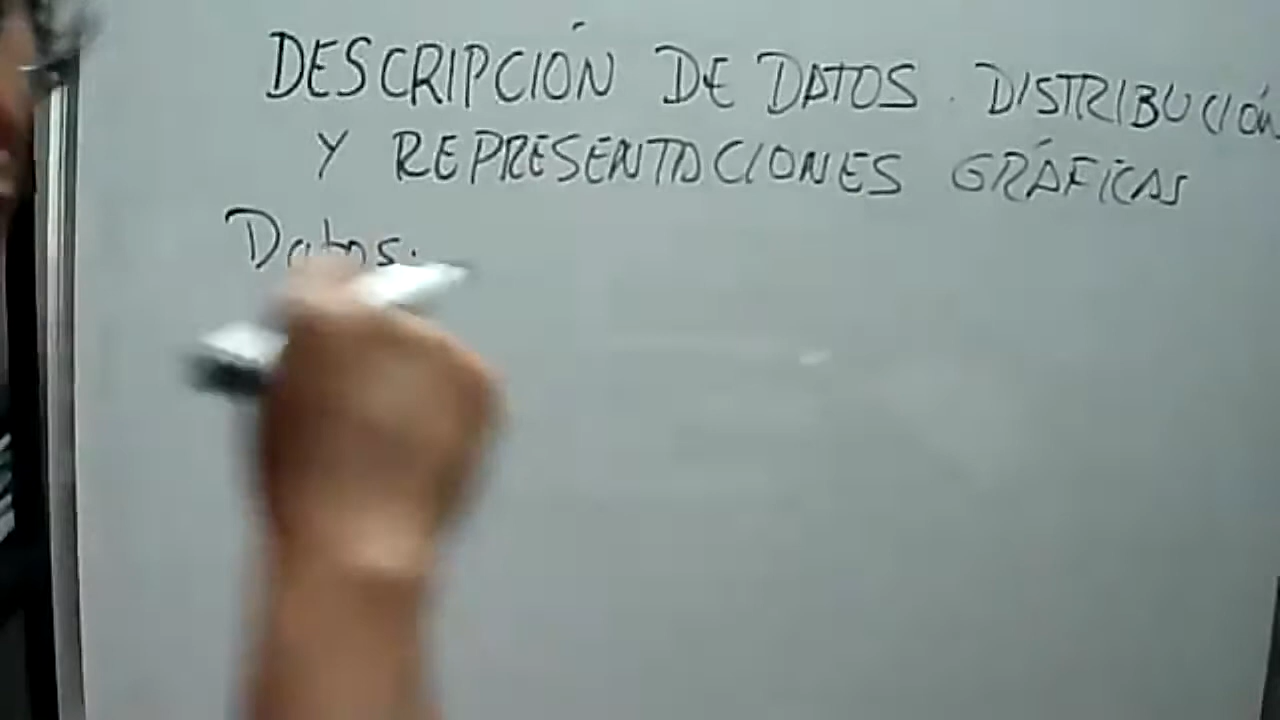 DESCRIPCIÓN DE DATOS. DISTRIBUCIÓN
Y REPRESENTACIONES GRÁFICAS
Datos: